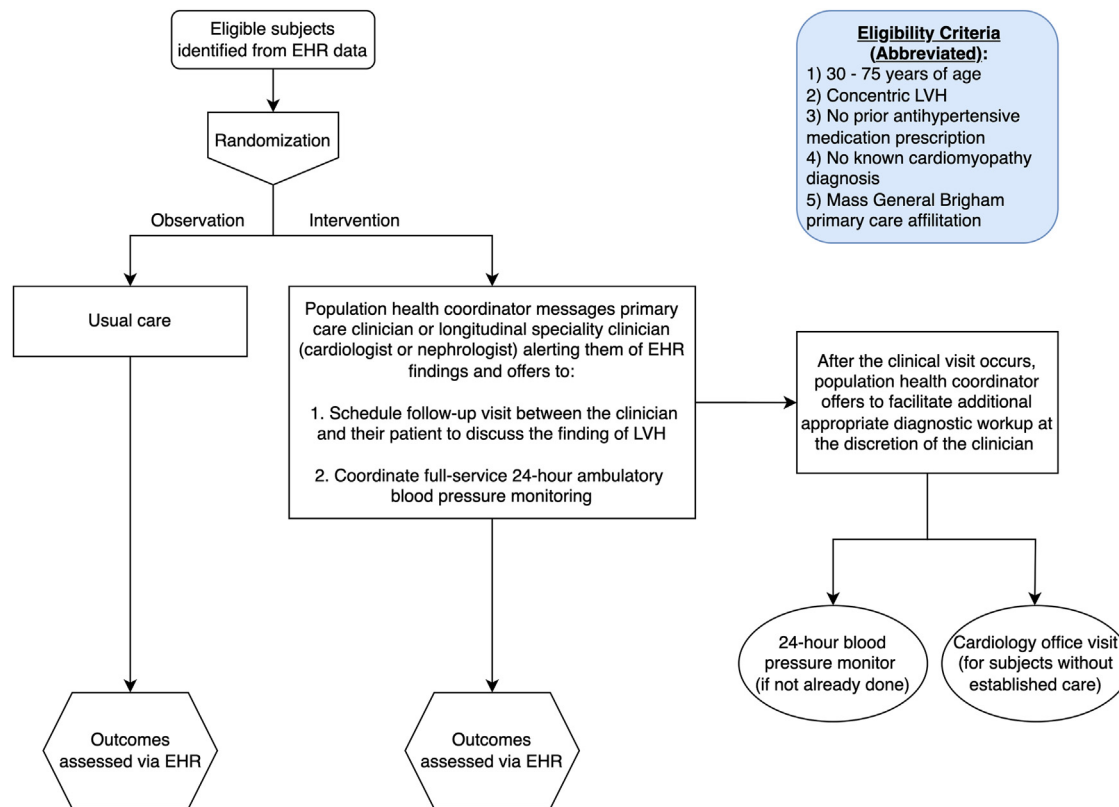 Eligible subjects
identified from EHR data
Eligibility Criteria
(Abbreviated):
1) 30 - 75 years of age
2) Concentric LVH
3) No prior antihypertensive
medication prescription
4) No known cardiomyopathy
diagnosis
5) Mass General Brigham
primary care affilitation
Randomization
Observation
Intervention
Usual care
Population health coordinator messages primary
care clinician or longitudinal speciality clinician
(cardiologist or nephrologist) alerting them of EHR
findings and offers to:
1. Schedule follow-up visit between the clinician
and their patient to discuss the finding of LVH
2. Coordinate full-service 24-hour ambulatory
blood pressure monitoring
After the clinical visit occurs,
population health coordinator
offers to facilitate additional
appropriate diagnostic workup at
the discretion of the clinician
24-hour blood
pressure monitor
(if not already done)
Cardiology office visit
(for subjects without
established care)
Outcomes
assessed via EHR
Outcomes
assessed via EHR